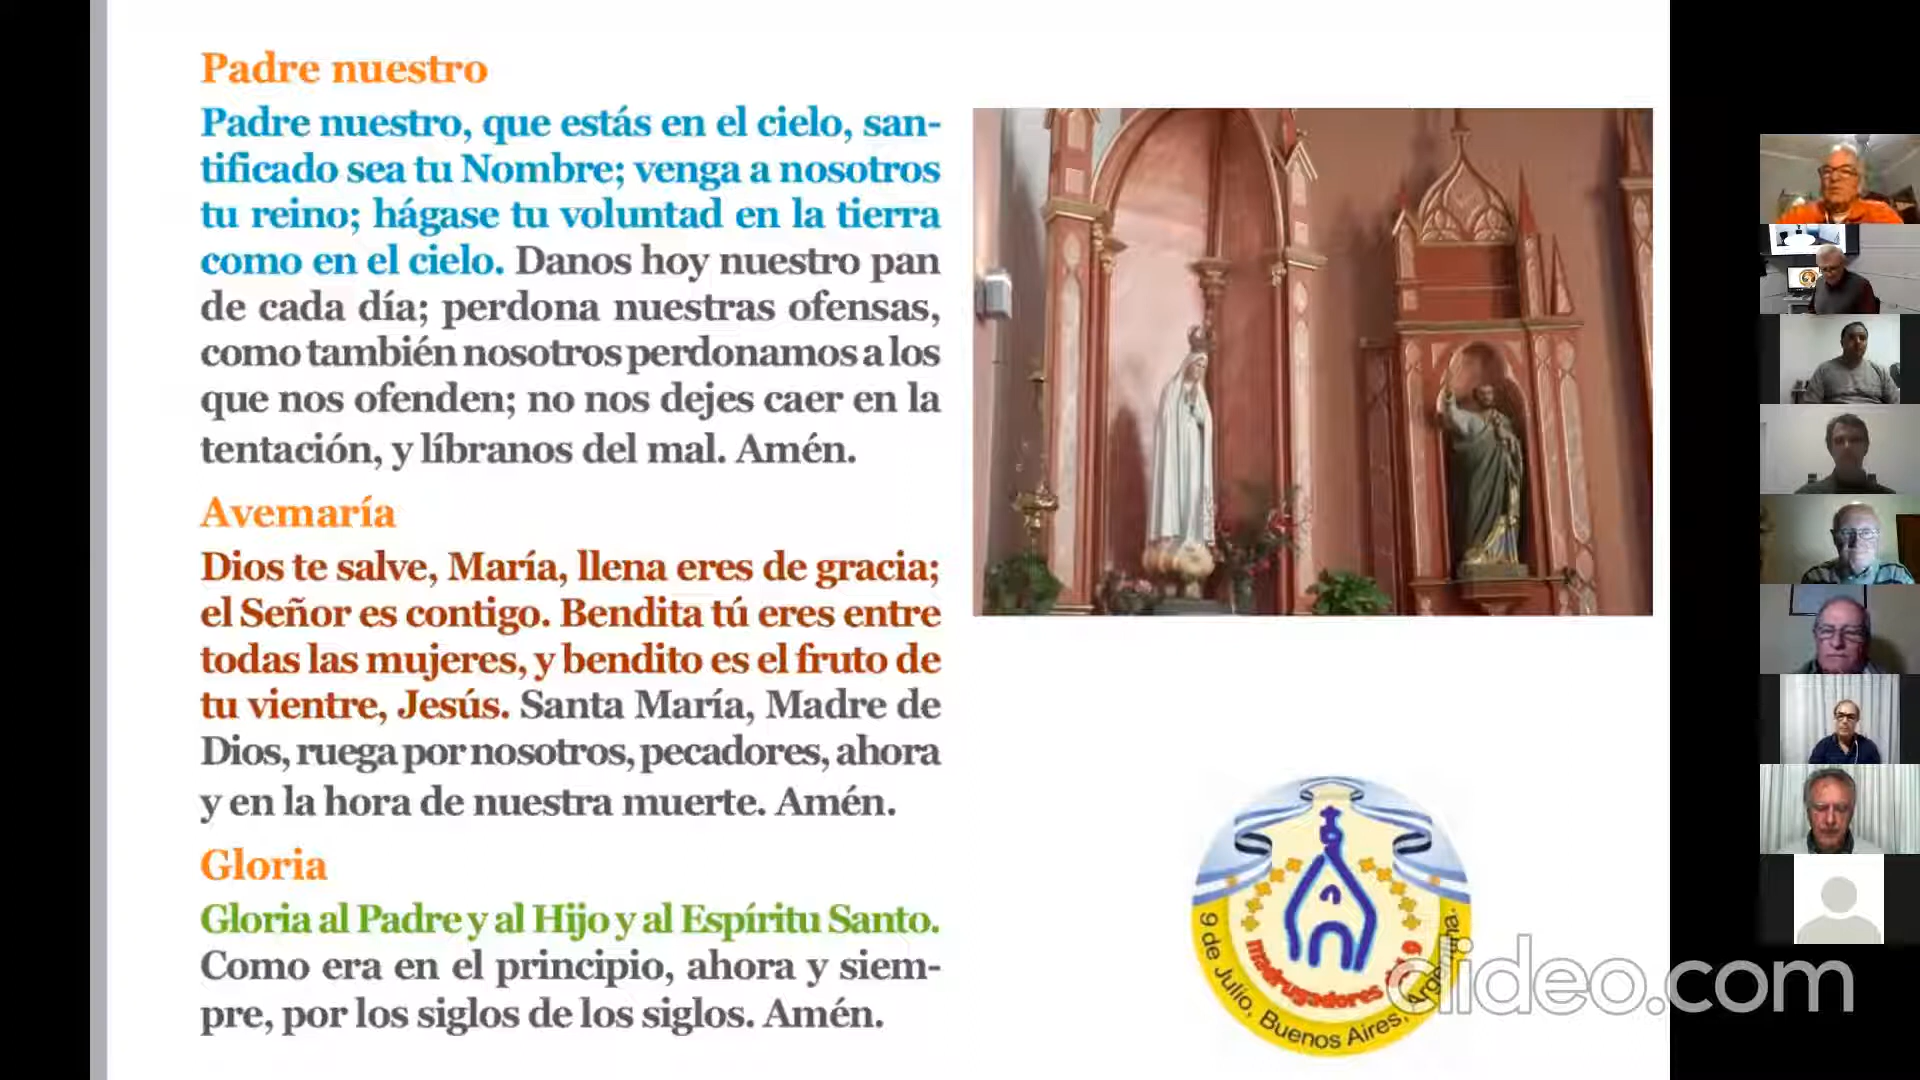 Padre nuestro
Padre nuestro, que estás en el cielo, san-
tificado sea tu Nombre; venga a nosotros
tu reino; hágase tu voluntad en la tierra
como en el cielo. Danos hoy nuestro pan
de cada día; perdona nuestras ofensas,
como también nosotros perdonamos a los
que nos ofenden; no nos dejes caer en la
tentación, y líbranos del mal. Amén.
Avemaría
Dios te salve, María, llena eres de gracia;
el Señor es contigo. Bendita tú eres entre
todas las mujeres, y bendito es el fruto de
tu vientre, Jesús. Santa María, Madre de
Dios, ruega por nosotros, pecadores, ahora
y en la hora de nuestra muerte. Amén.
Gloria
Gloria al Padre y al Hijo y al Espíritu Santo.
Como era en el principio, ahora y siem-
pre, por los siglos de los siglos. Amén.
madrugadores del 9
9 de Julio, Buenos Aires, Argentina.
clideo.com